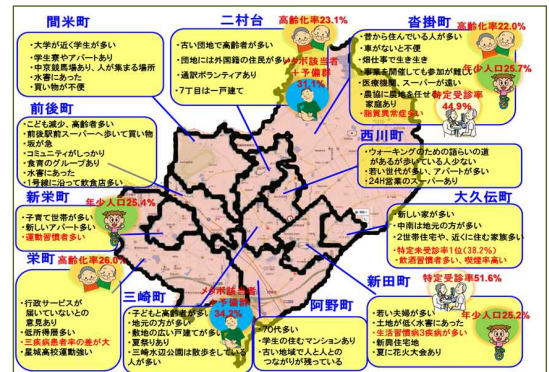 間米町
・大学が近く学生が多い
・学生寮やアパートあり
・中京競馬場あり、人が集まる場所
・水害にあった
・買い物が不便
二村台
高齢化率23.1%
・古い団地で高齢者が多い
・団地には外国籍の住民が多い
・通訳ボランティアあり
・7丁目は一戸建て
メタボ該当者
+予備群
31.1%
沓掛町
高齢化率22.0%
・昔から住んでいる人が多い
・車がないと不便
・畑仕事で生き生き
・事業を開催しても参加が難しい
・医療機関、スーパーが遠い
・農協に農地を任せる
家庭あり
・脂質異常症多い
年少人口25.7%
特定受診率
44.9%
前後町
・こども減少、高齢者多い
・前後駅前スーパーへ歩いて買い物
・坂が急
・コミュニティがしっかり
・食育のグループあり
・水害にあった
・1号線に沿って飲食店多い
西川町
・ウォーキングのための語らいの道
があるが歩いている人少ない
・若い世代が多い、アパートが多い
・24H営業のスーパーあり
新栄町
年少人口25.4%
・子育て世帯が多い
・新しいアパート多い
・運動習慣者多い
大久伝町
・新しい家が多い
・中南は地元の方が多い
・2世帯住宅や、近くに住む家族多い
・特定未受診率1位(38.2%)
・飲酒習慣者多い、喫煙率高い
栄町
高齢化率26.0%
・行政サービスが
届いていないとの
意見あり
・低所得層多い
・三疾病患者率の差が大
・星城高校運動強い
三崎町
メタボ該当者
+予備群
34.2%
・子どもと高齢者が多い
・地元の方が多い
・敷地の広い戸建てが多い
・夏祭りあり
・三崎水辺公園は散歩をしている
人が多い
阿野町
・70代多い
・学生の住むマンションあり
・古い地域で人と人との
つながりが残っている
新田町
特定受診率51.6%
・若い夫婦が多い
・土地が低く水害にあった
・生活習慣病3疾病が多い
・新興住宅地
・夏に花火大会あり
年少人口25.2%